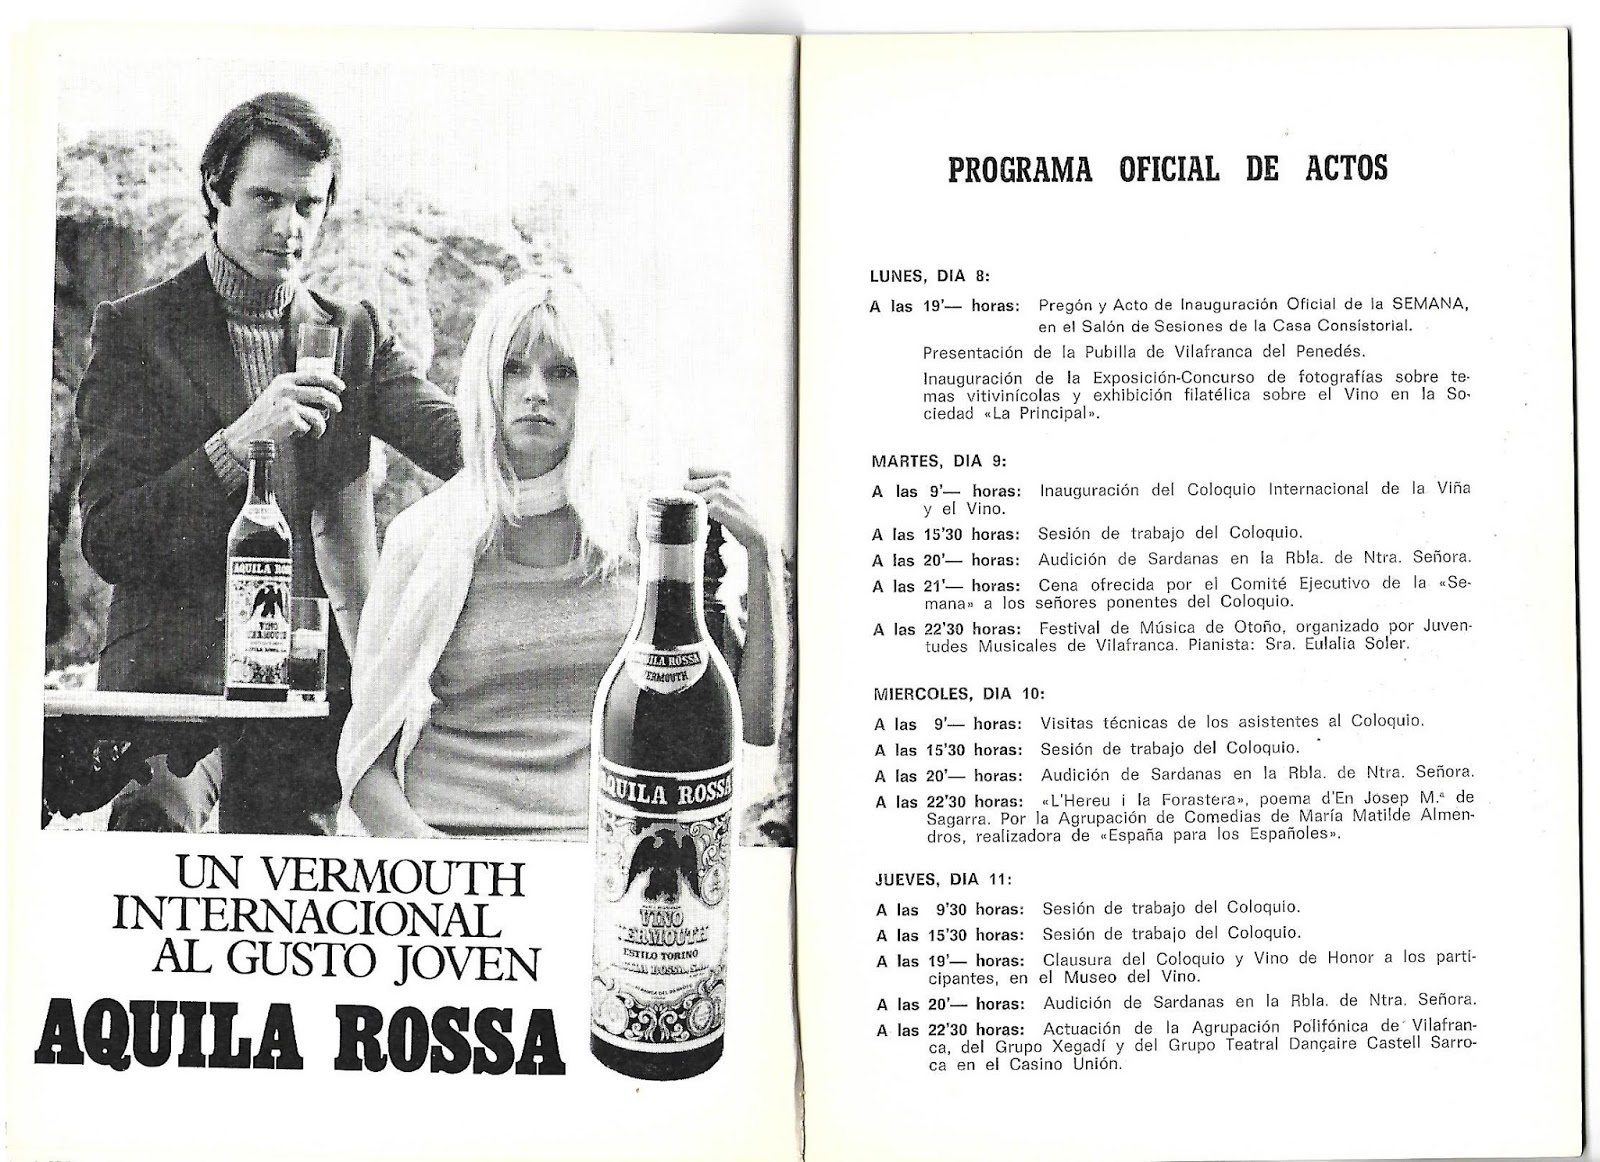 AQUILA ROS
VINO
VERMOUTH
AQUILA ROSSA
VERMOUTH
AQUILA ROSSA
VINO
VERMOUTH
ESTILO TORINO
AQUILA ROSSA, S.A.
UN VERMOUTH
INTERNACIONAL
AL GUSTO JOVEN
AQUILA ROSSA
PROGRAMA OFICIAL DE ACTOS
LUNES, DIA 8:
A las 19'— horas: Pregón y Acto de Inauguración Oficial de la SEMANA,
en el Salón de Sesiones de la Casa Consistorial.
Presentación de la Pubilla de Vilafranca del Penedés.
Inauguración de la Exposición-Concurso de fotografías sobre te-
mas vitivinícolas y exhibición filatélica sobre el Vino en la So-
ciedad «La Principal».
MARTES, DIA 9:
A las 9'— horas: Inauguración del Coloquio Internacional de la Viña
y el Vino.
A las 15'30 horas: Sesión de trabajo del Coloquio.
A las 20'— horas: Audición de Sardanas en la Rbla. de Ntra. Señora.
A las 21'— horas: Cena ofrecida por el Comité Ejecutivo de la «Se-
mana» a los señores ponentes del Coloquio.
A las 22'30 horas: Festival de Música de Otoño, organizado por Juven-
tudes Musicales de Vilafranca. Pianista: Sra. Eulalia Soler.
MIERCOLES, DIA 10:
A las 9'— horas: Visitas técnicas de los asistentes al Coloquio.
A las 15'30 horas: Sesión de trabajo del Coloquio.
A las 20'— horas: Audición de Sardanas en la Rbla. de Ntra. Señora.
A las 22'30 horas: «L'Hereu i la Forastera», poema d'En Josep M.ª de
Sagarra. Por la Agrupación de Comedias de María Matilde Almen-
dros, realizadora de «España para los Españoles».
JUEVES, DIA 11:
A las 9'30 horas: Sesión de trabajo del Coloquio.
A las 15'30 horas: Sesión de trabajo del Coloquio.
A las 19'— horas: Clausura del Coloquio y Vino de Honor a los parti-
cipantes, en el Museo del Vino.
A las 20'— horas: Audición de Sardanas en la Rbla. de Ntra. Señora.
A las 22'30 horas: Actuación de la Agrupación Polifónica de Vilafran-
ca, del Grupo Xegadí y del Grupo Teatral Dançaire Castell Sarro-
ca en el Casino Unión.